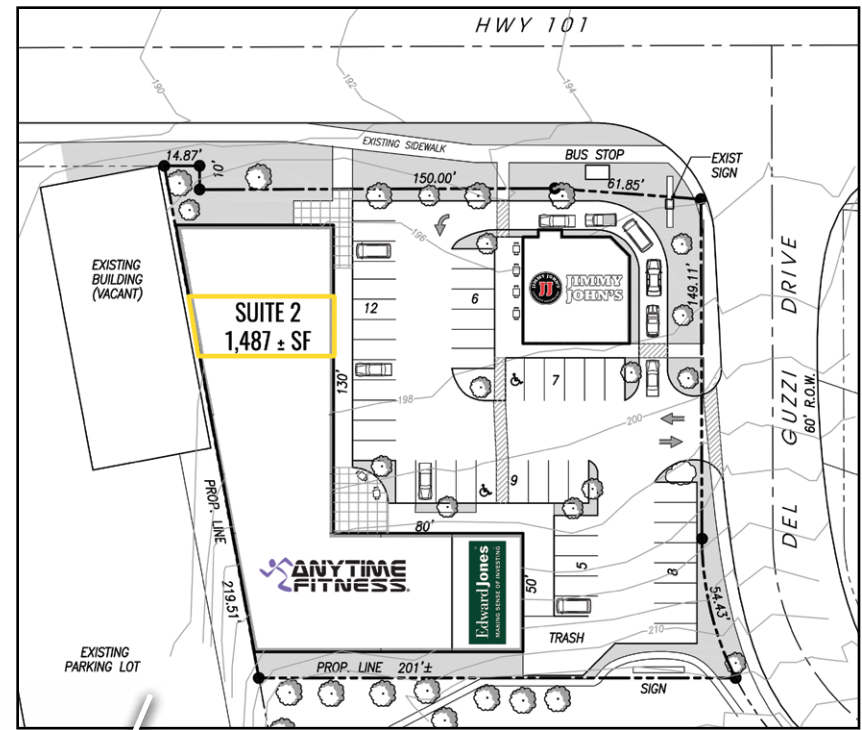 HWY 101
190
192
194
EXISTING SIDEWALK
BUS STOP
EXIST
SIGN
14.87'
10'
150.00'
61.85'
196
EXISTING
BUILDING
(VACANT)
SUITE 2
1,487 ± SF
12
6
JJ
JIMMY
JOHN'S
149.11'
DEL GUZZI DRIVE
60' R.O.W.
130'
7
198
200
9
PROP. LINE
219.51'
80'
ANYTIME
FITNESS.
Edward Jones
MAKING SENSE OF INVESTING
50'
5
8
54.43'
TRASH
210
EXISTING
PARKING LOT
PROP. LINE 201'±
SIGN